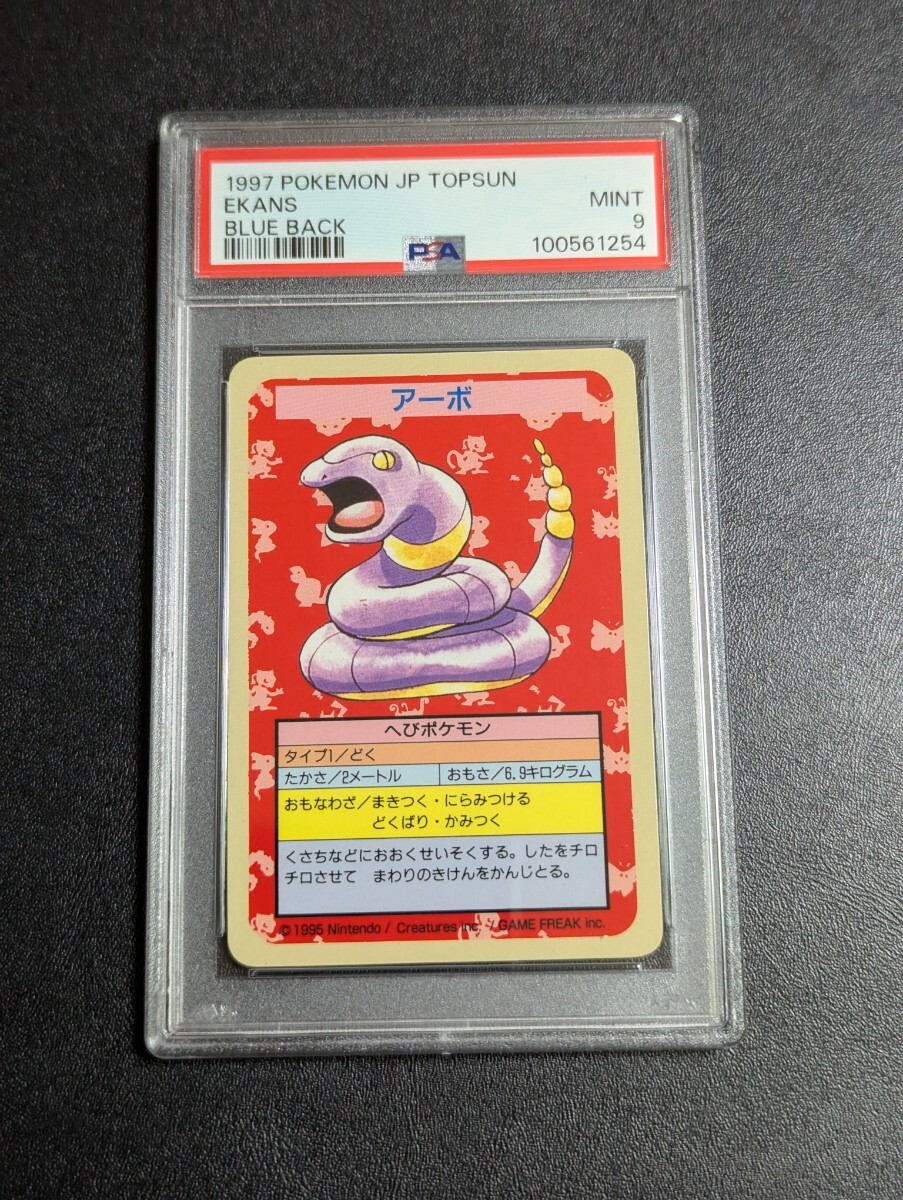 1997 POKEMON JP TOPSUN
EKANS
MINT
BLUE BACK
9
PSA
100561254
アーボ
へびポケモン
タイプ1/どく
たかさ/2メートル
おもさ/6.9キログラム
おもなわざ/まきつく・にらみつける
どくばり・かみつく
くさちなどにおおくせいそくする。したをチロ
チロさせて まわりのきけんをかんじとる。
©1995 Nintendo / Creatures inc. / GAME FREAK inc.